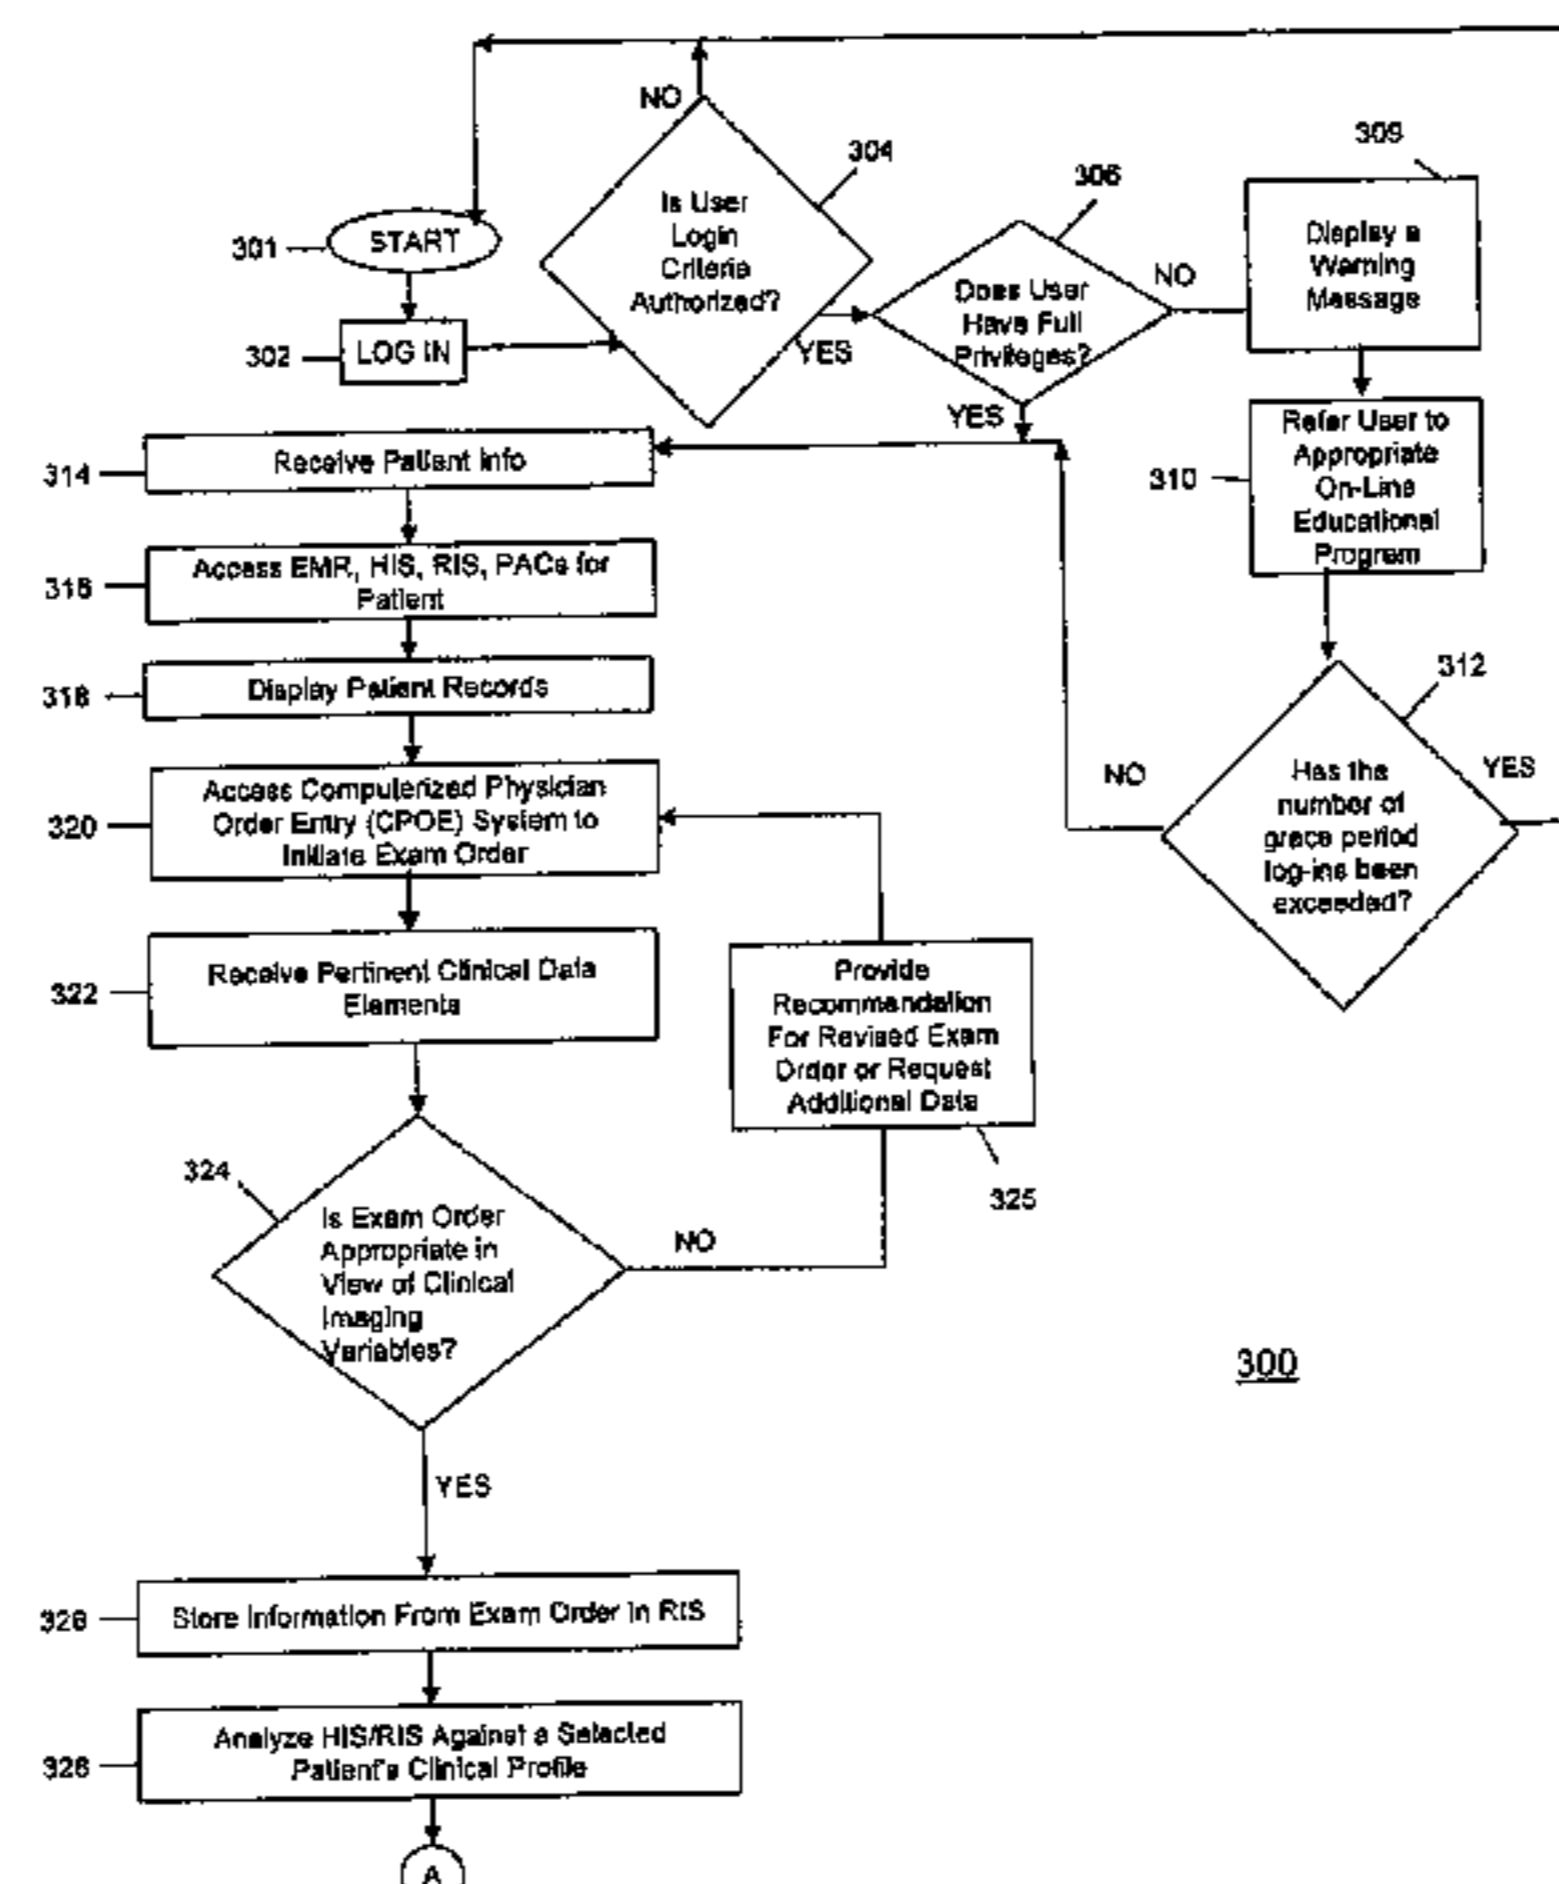 NO
304
309
306
Is User
Login
Criteria
Authorized?
YES
301
START
302
LOG IN
Does User
Have Full
Privileges?
NO
YES
Display a
Warning
Message
310
Refer User to
Appropriate
On-Line
Educational
Program
312
Has the
number of
grace period
log-ins been
exceeded?
NO
YES
314
Receive Patient Info
316
Access EMR, HIS, RIS, PACs for
Patient
318
Display Patient Records
320
Access Computerized Physician
Order Entry (CPOE) System to
Initiate Exam Order
322
Receive Pertinent Clinical Data
Elements
Provide
Recommendation
For Revised Exam
Order or Request
Additional Data
325
324
Is Exam Order
Appropriate in
View of Clinical
Imaging
Variables?
NO
YES
300
Store Information From Exam Order in RIS
Analyze HIS/RIS Against a Selected
Patient's Clinical Profile
A